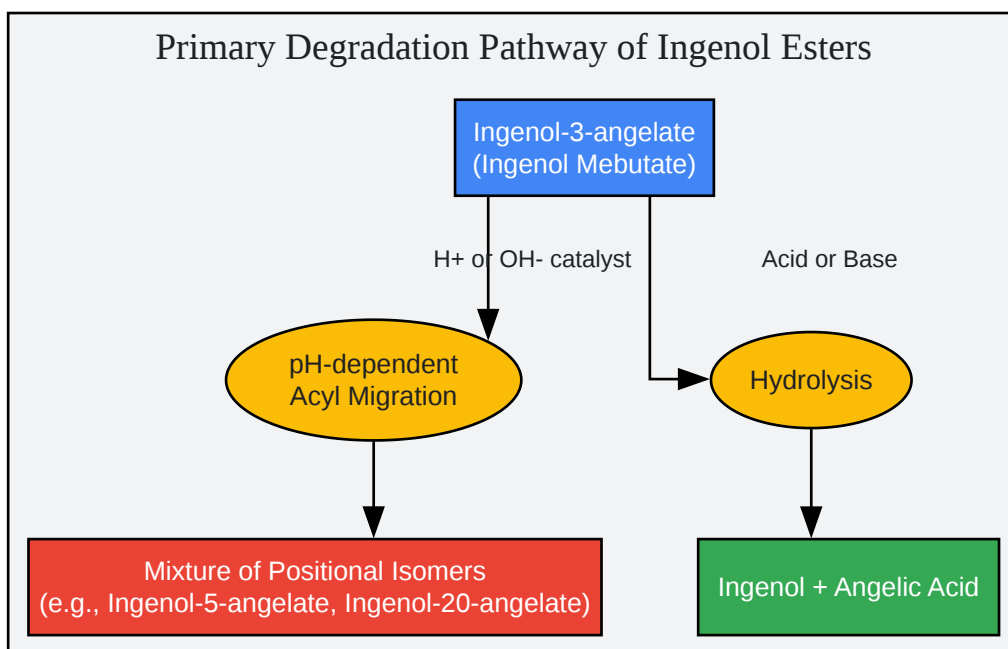 Primary Degradation Pathway of Ingenol Esters
Ingenol-3-angelate
(Ingenol Mebutate)
H+ or OH- catalyst
Acid or Base
pH-dependent
Acyl Migration
Hydrolysis
Mixture of Positional Isomers
(e.g., Ingenol-5-angelate, Ingenol-20-angelate)
Ingenol + Angelic Acid